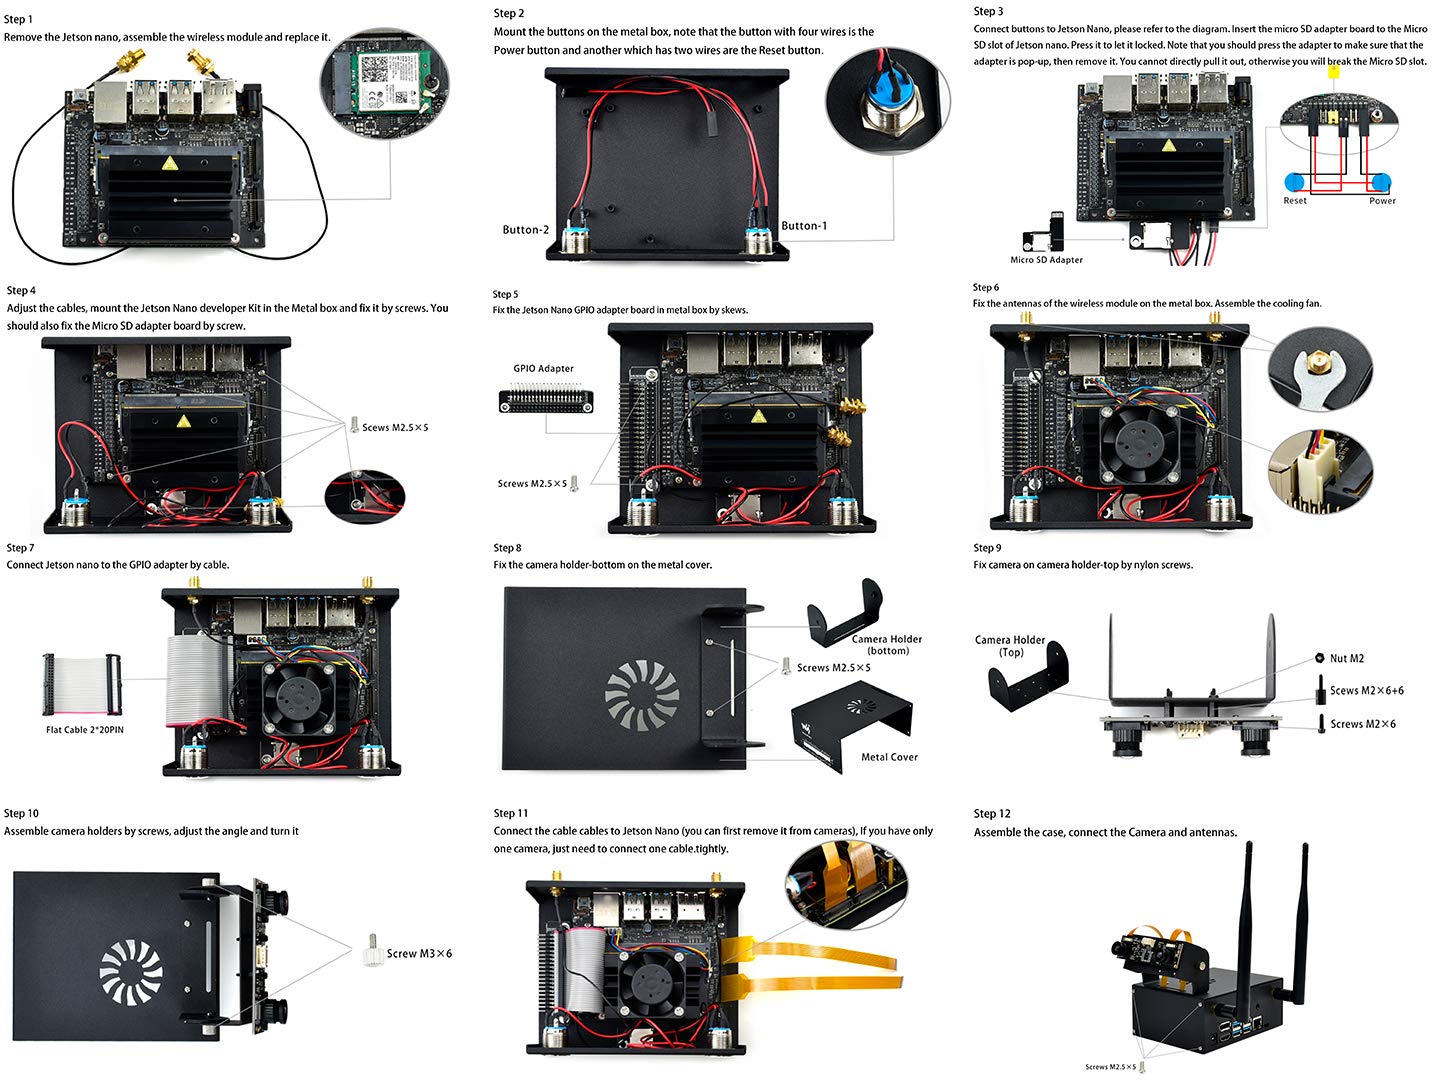 Step 1
Remove the Jetson nano, assemble the wireless module and replace it.
Step 2
Mount the buttons on the metal box, note that the button with four wires is the
Power button and another which has two wires are the Reset button.
Button-2
Button-1
Step 3
Connect buttons to Jetson Nano, please refer to the diagram. Insert the micro SD adapter board to the Micro
SD slot of Jetson nano. Press it to let it locked. Note that you should press the adapter to make sure that the
adapter is pop-up, then remove it. You cannot directly pull it out, otherwise you will break the Micro SD slot.
Reset
Power
Micro SD Adapter
Step 4
Adjust the cables, mount the Jetson Nano developer Kit in the Metal box and fix it by screws. You
should also fix the Micro SD adapter board by screw.
Scews M2.5×5
Step 5
Fix the Jetson Nano GPIO adapter board in metal box by skews.
GPIO Adapter
Screws M2.5×5
Step 6
Fix the antennas of the wireless module on the metal box. Assemble the cooling fan.
Step 7
Connect Jetson nano to the GPIO adapter by cable.
Flat Cable 2*20PIN
Step 8
Fix the camera holder-bottom on the metal cover.
Camera Holder
(bottom)
Screws M2.5×5
Metal Cover
Step 9
Fix camera on camera holder-top by nylon screws.
Camera Holder
(Top)
Nut M2
Scews M2×6+6
Screws M2×6
Step 10
Assemble camera holders by screws, adjust the angle and turn it
Screw M3×6
Step 11
Connect the cable cables to Jetson Nano (you can first remove it from cameras), If you have only
one camera, just need to connect one cable.tightly.
Step 12
Assemble the case, connect the Camera and antennas.
Screws M2.5×5